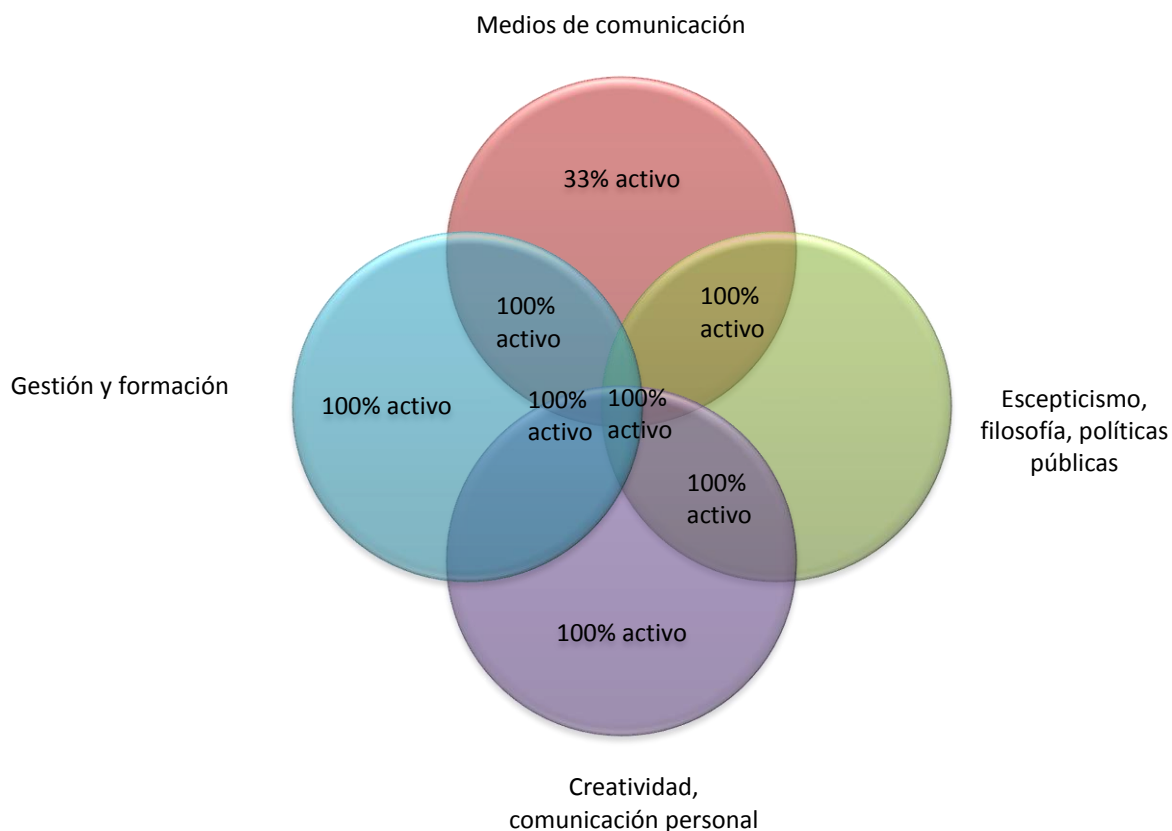 Medios de comunicación
33% activo
100%
activo
100%
activo
Gestión y formación
100% activo
100%
activo
100%
activo
Escepticismo,
filosofía, políticas
públicas
100%
activo
100% activo
Creatividad,
comunicación personal